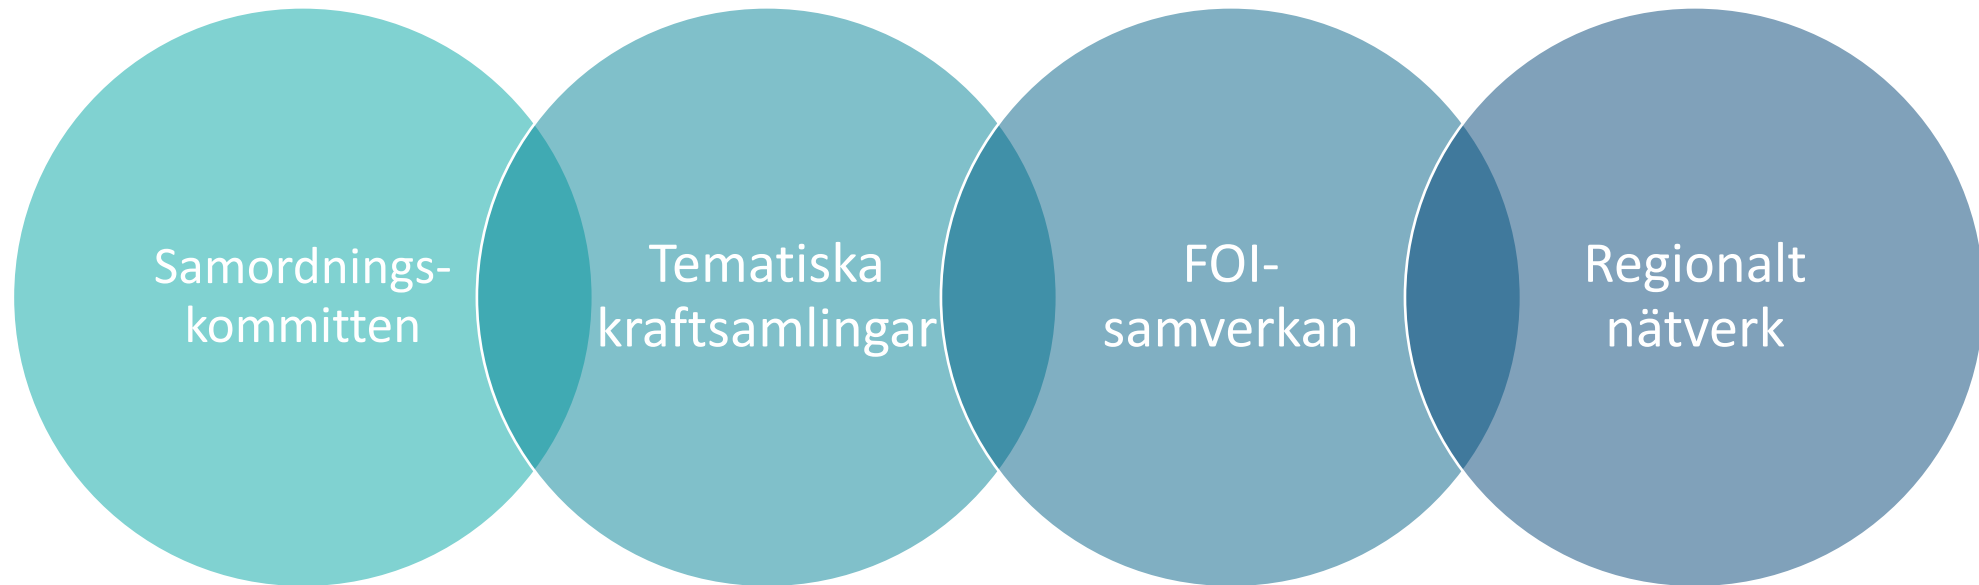 Samordnings-
kommitten
Tematiska
kraftsamlingar
FOI-
samverkan
Regionalt
nätverk